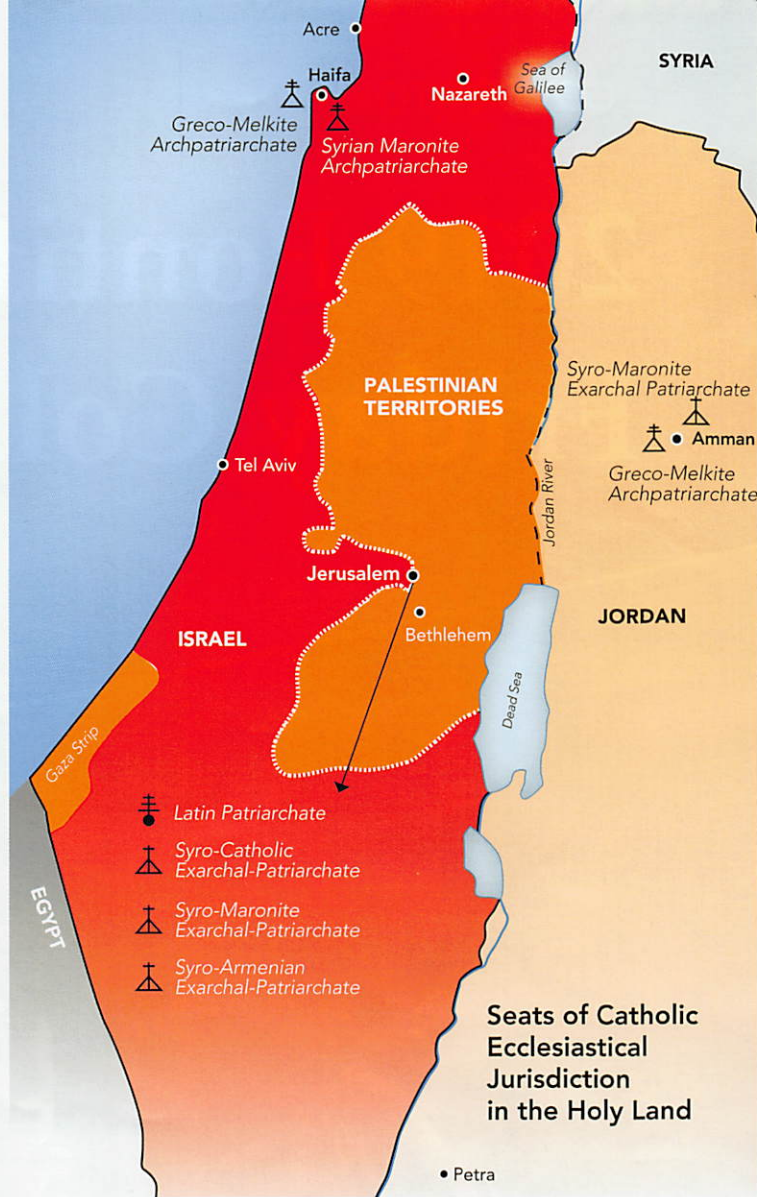 Acre
Haifa
Nazareth
Sea of
Galilee
SYRIA
Greco-Melkite
Archpatriarchate
Syrian Maronite
Archpatriarchate
PALESTINIAN
TERRITORIES
Syro-Maronite
Exarchal Patriarchate
Amman
Greco-Melkite
Archpatriarchate
Tel Aviv
Jordan River
Jerusalem
Bethlehem
ISRAEL
JORDAN
Dead Sea
Gaza Strip
EGYPT
Latin Patriarchate
Syro-Catholic
Exarchal-Patriarchate
Syro-Maronite
Exarchal-Patriarchate
Syro-Armenian
Exarchal-Patriarchate
Seats of Catholic
Ecclesiastical
Jurisdiction
in the Holy Land
Petra